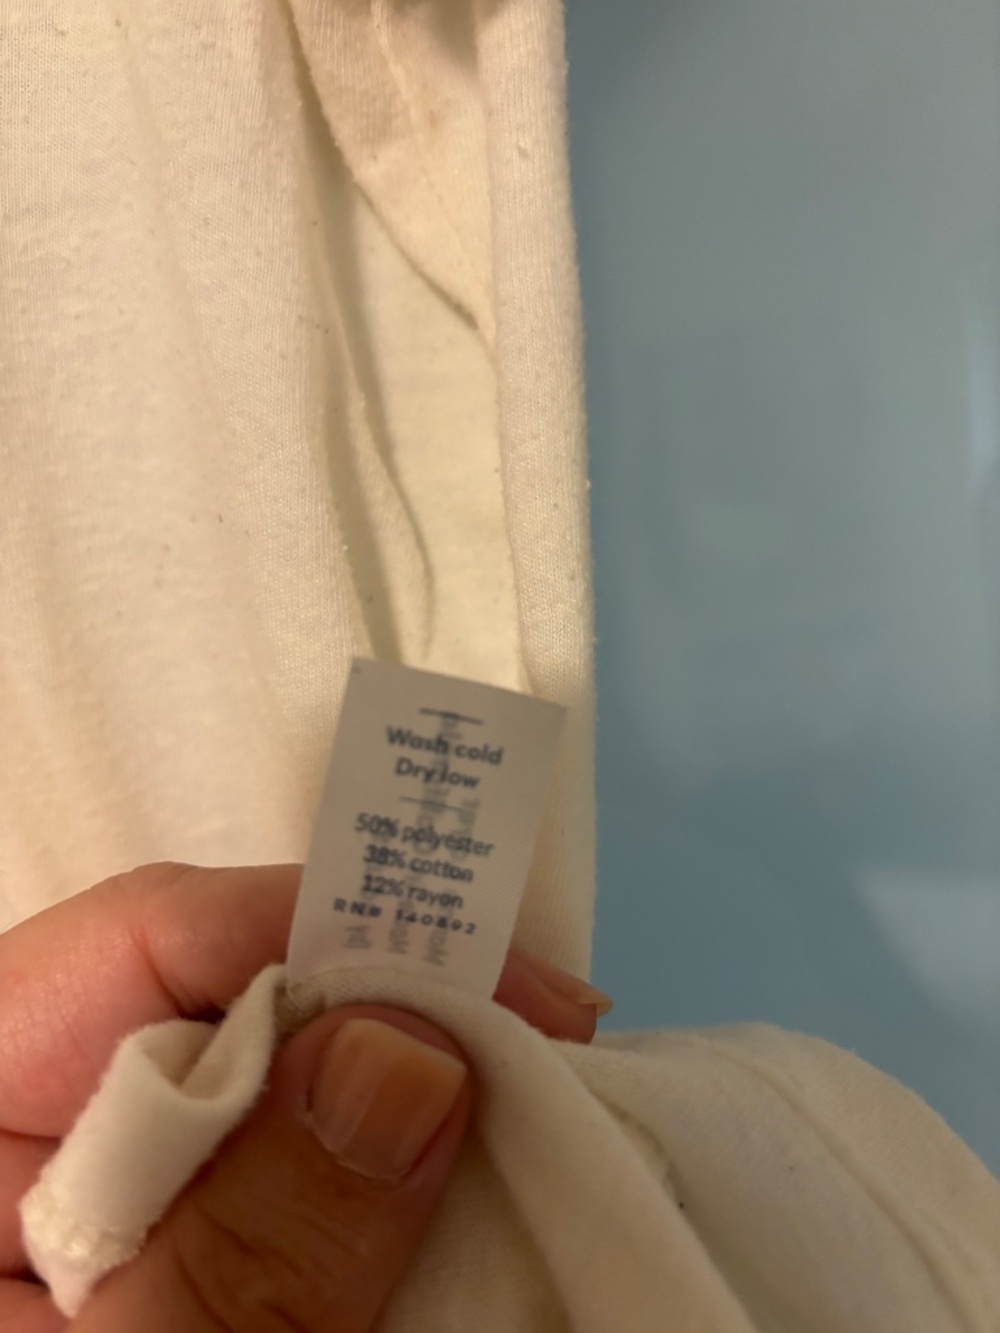 Wash cold
Dry low
50% polyester
38% cotton
12% rayon
RN# 140892